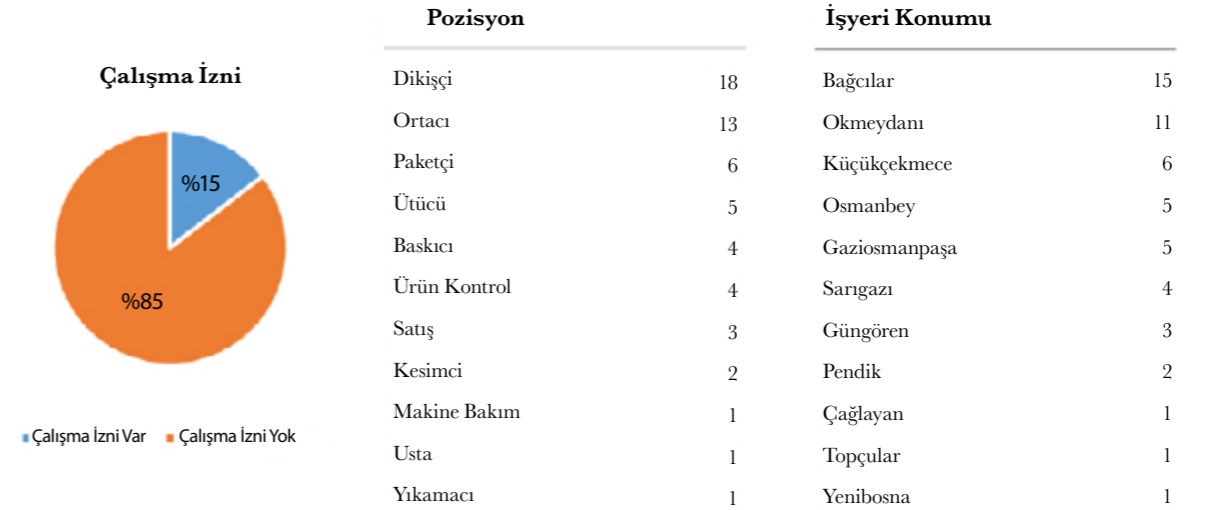 Çalışma İzni
%15
%85
Çalışma İzni Var
Çalışma İzni Yok
Pozisyon
Dikişçi 18
Ortacı 13
Paketçi 6
Ütücü 5
Baskıcı 4
Ürün Kontrol 4
Satış 3
Kesimci 2
Makine Bakım 1
Usta 1
Yıkamacı 1
İşyeri Konumu
Bağcılar 15
Okmeydanı 11
Küçükçekmece 6
Osmanbey 5
Gaziosmanpaşa 5
Sarıgazı 4
Güngören 3
Pendik 2
Çağlayan 1
Topçular 1
Yenibosna 1